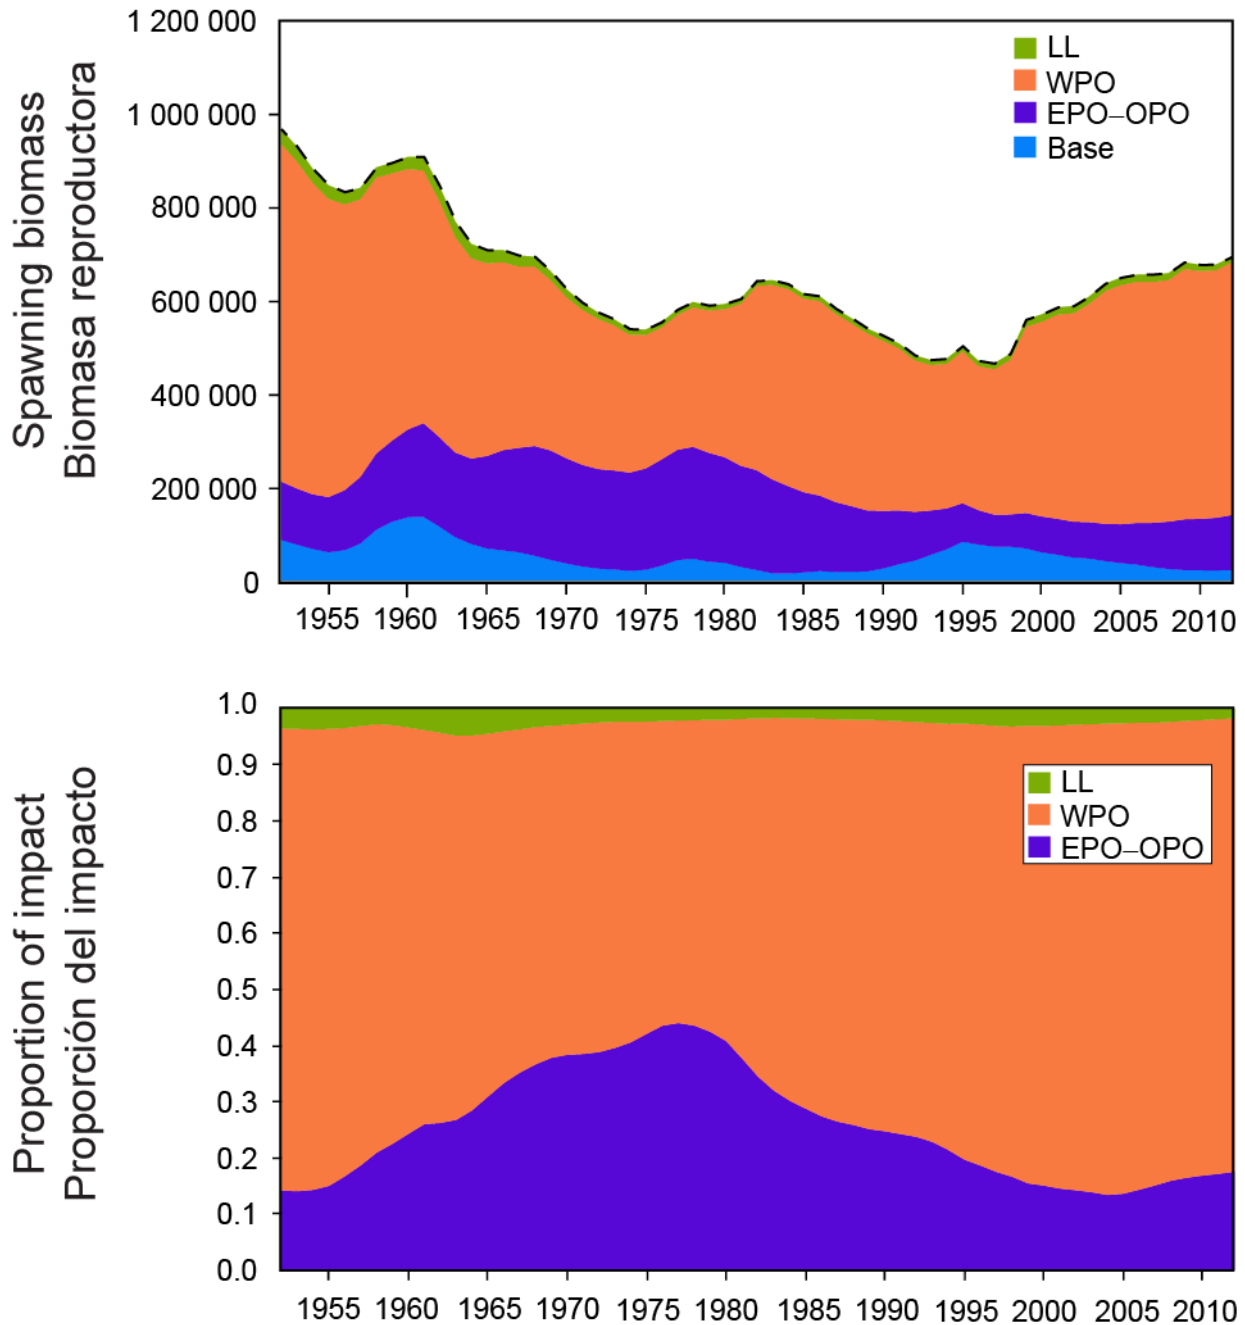 Spawning biomass
Biomasa reproductora
1 200 000
1 000 000
800 000
600 000
400 000
200 000
0
LL
WPO
EPO–OPO
Base
1955 1960 1965 1970 1975 1980 1985 1990 1995 2000 2005 2010
Proportion of impact
Proporción del impacto
1.0
0.9
0.8
0.7
0.6
0.5
0.4
0.3
0.2
0.1
0.0
LL
WPO
EPO–OPO
1955 1960 1965 1970 1975 1980 1985 1990 1995 2000 2005 2010